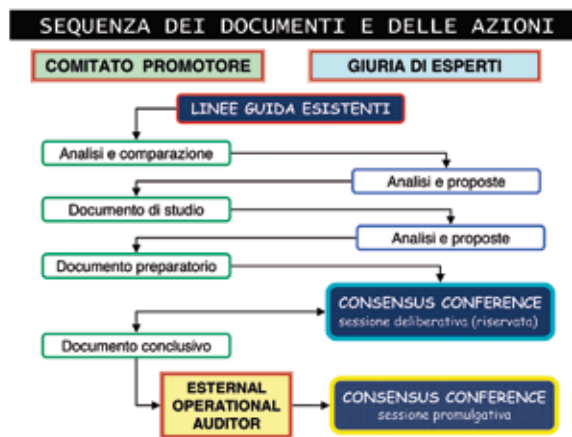 SEQUENZA DEI DOCUMENTI E DELLE AZIONI
COMITATO PROMOTORE
GIURIA DI ESPERTI
LINEE GUIDA ESISTENTI
Analisi e comparazione
Analisi e proposte
Documento di studio
Analisi e proposte
Documento preparatorio
CONSENSUS CONFERENCE
sessione deliberativa (riservata)
Documento conclusivo
ESTERNAL
OPERATIONAL
AUDITOR
CONSENSUS CONFERENCE
sessione promulgativa